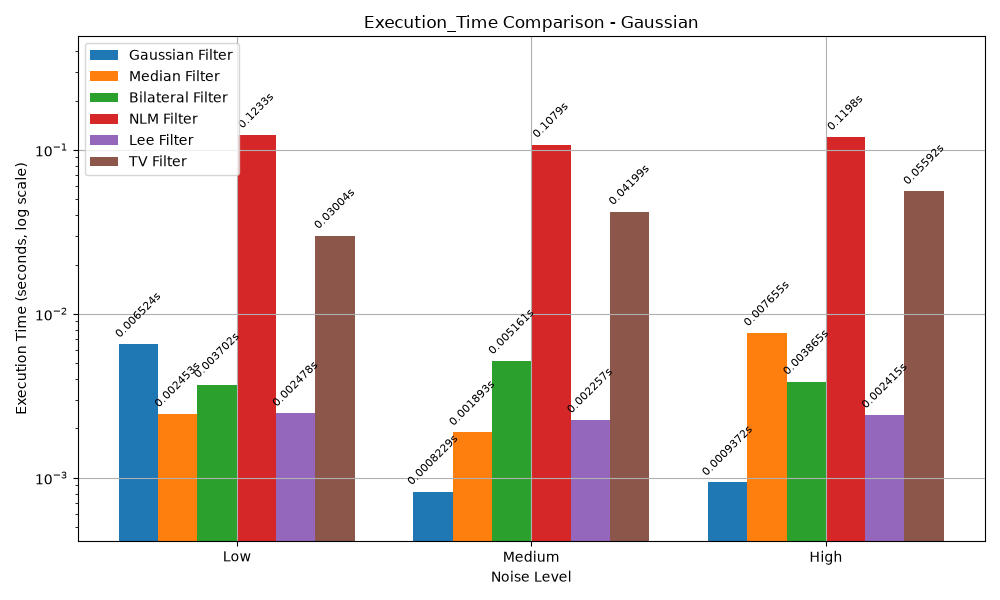 Execution_Time Comparison - Gaussian
Gaussian Filter
Median Filter
Bilateral Filter
NLM Filter
Lee Filter
TV Filter
Execution Time (seconds, log scale)
10⁻¹
10⁻²
10⁻³
0.006524s
0.002453s
0.003702s
0.1233s
0.002478s
0.03004s
0.0008229s
0.001893s
0.005161s
0.1079s
0.002257s
0.04199s
0.0009372s
0.007655s
0.003865s
0.1198s
0.002415s
0.05592s
Low
Medium
High
Noise Level